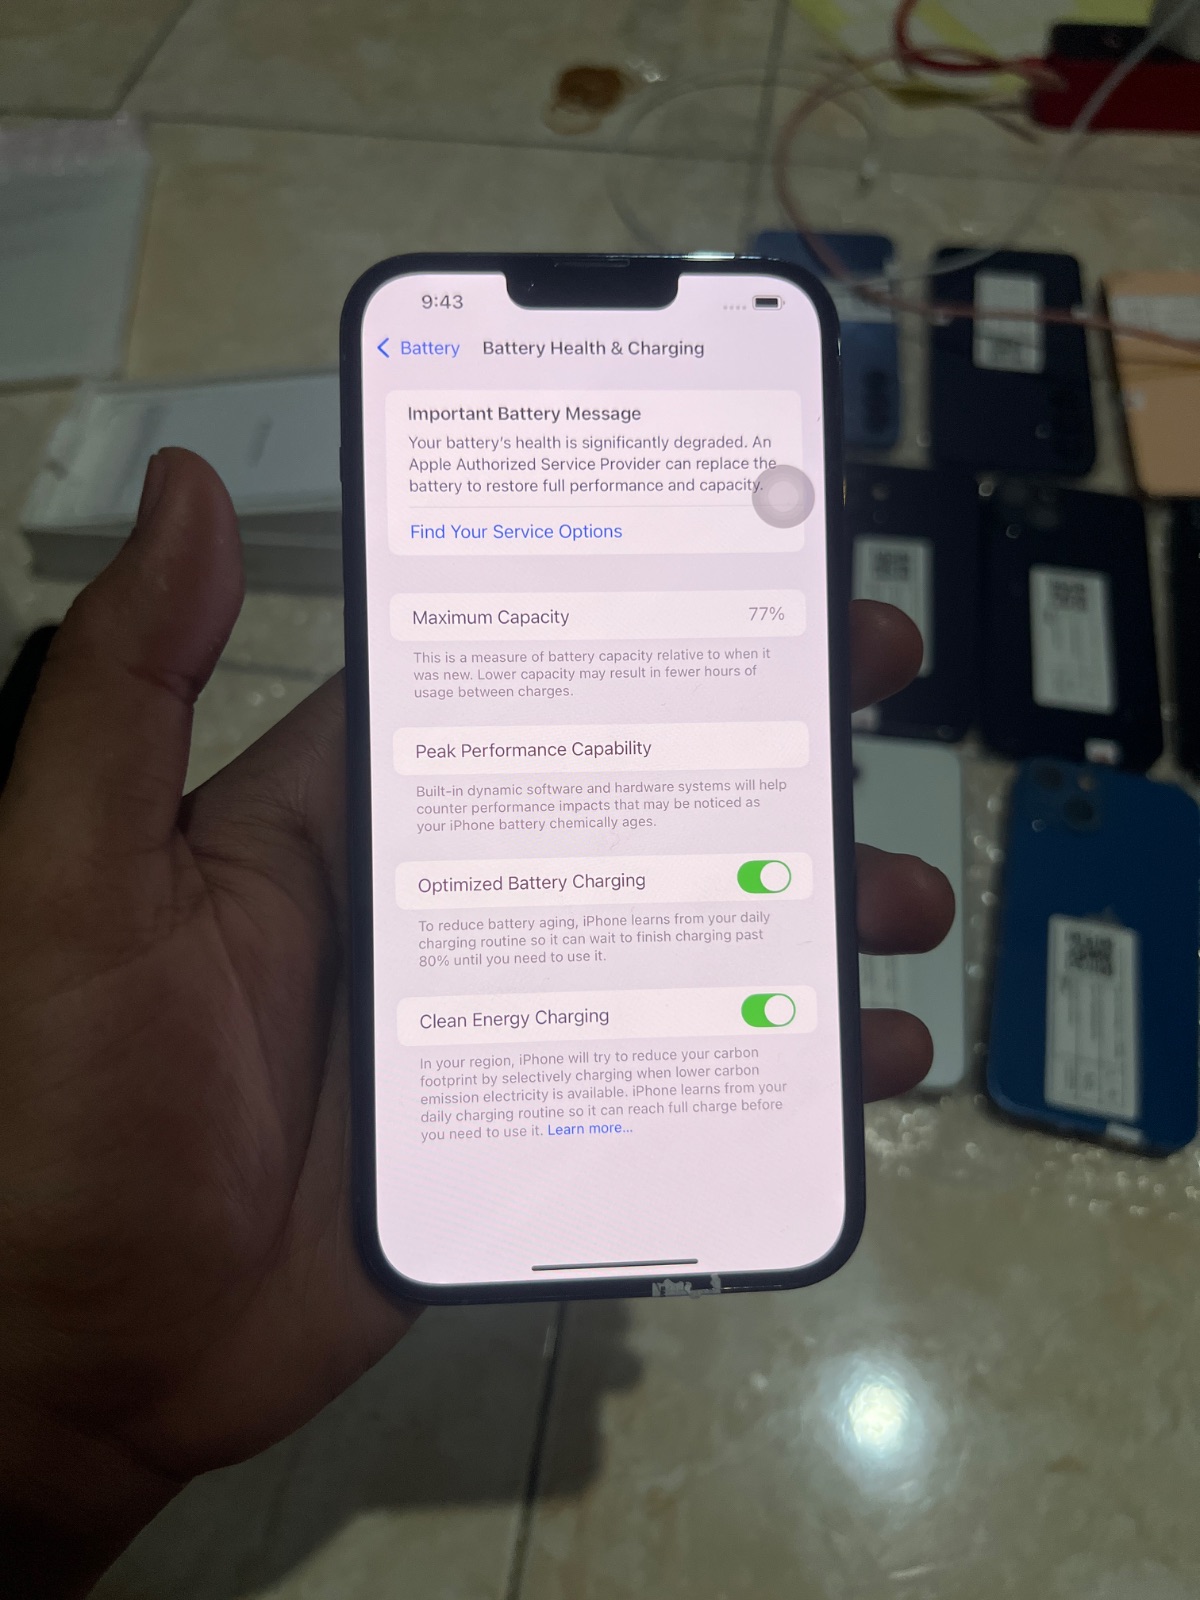 9:43
Battery
Battery Health & Charging
Important Battery Message
Your battery's health is significantly degraded. An
Apple Authorized Service Provider can replace the
battery to restore full performance and capacity.
Find Your Service Options
Maximum Capacity 77%
This is a measure of battery capacity relative to when it
was new. Lower capacity may result in fewer hours of
usage between charges.
Peak Performance Capability
Built-in dynamic software and hardware systems will help
counter performance impacts that may be noticed as
your iPhone battery chemically ages.
Optimized Battery Charging
To reduce battery aging, iPhone learns from your daily
charging routine so it can wait to finish charging past
80% until you need to use it.
Clean Energy Charging
In your region, iPhone will try to reduce your carbon
footprint by selectively charging when lower carbon
emission electricity is available. iPhone learns from your
daily charging routine so it can reach full charge before
you need to use it. Learn more...